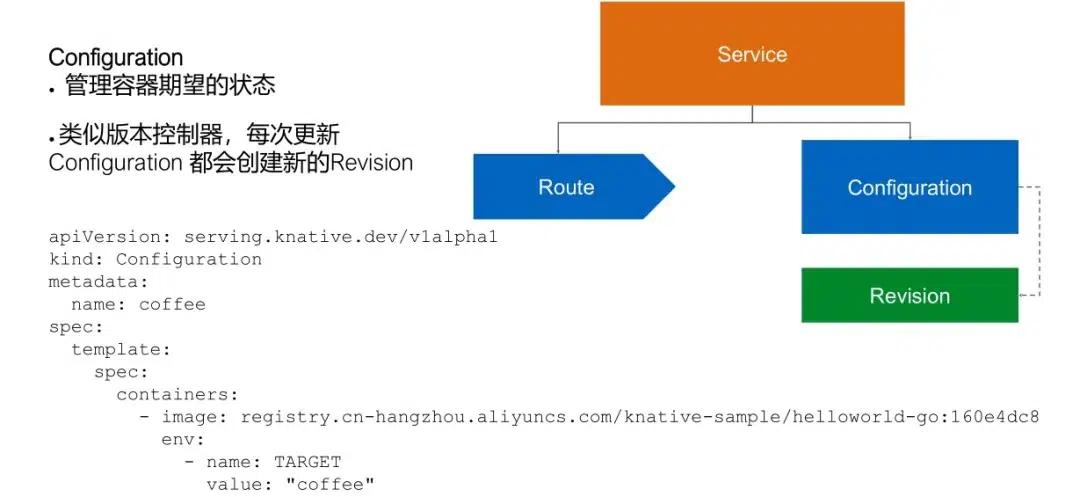 Configuration
• 管理容器期望的状态
• 类似版本控制器，每次更新
Configuration 都会创建新的Revision
apiVersion: serving.knative.dev/v1alpha1
kind: Configuration
metadata:
  name: coffee
spec:
  template:
    spec:
      containers:
        - image: registry.cn-hangzhou.aliyuncs.com/knative-sample/helloworld-go:160e4dc8
          env:
            - name: TARGET
              value: "coffee"
Service
Route
Configuration
Revision